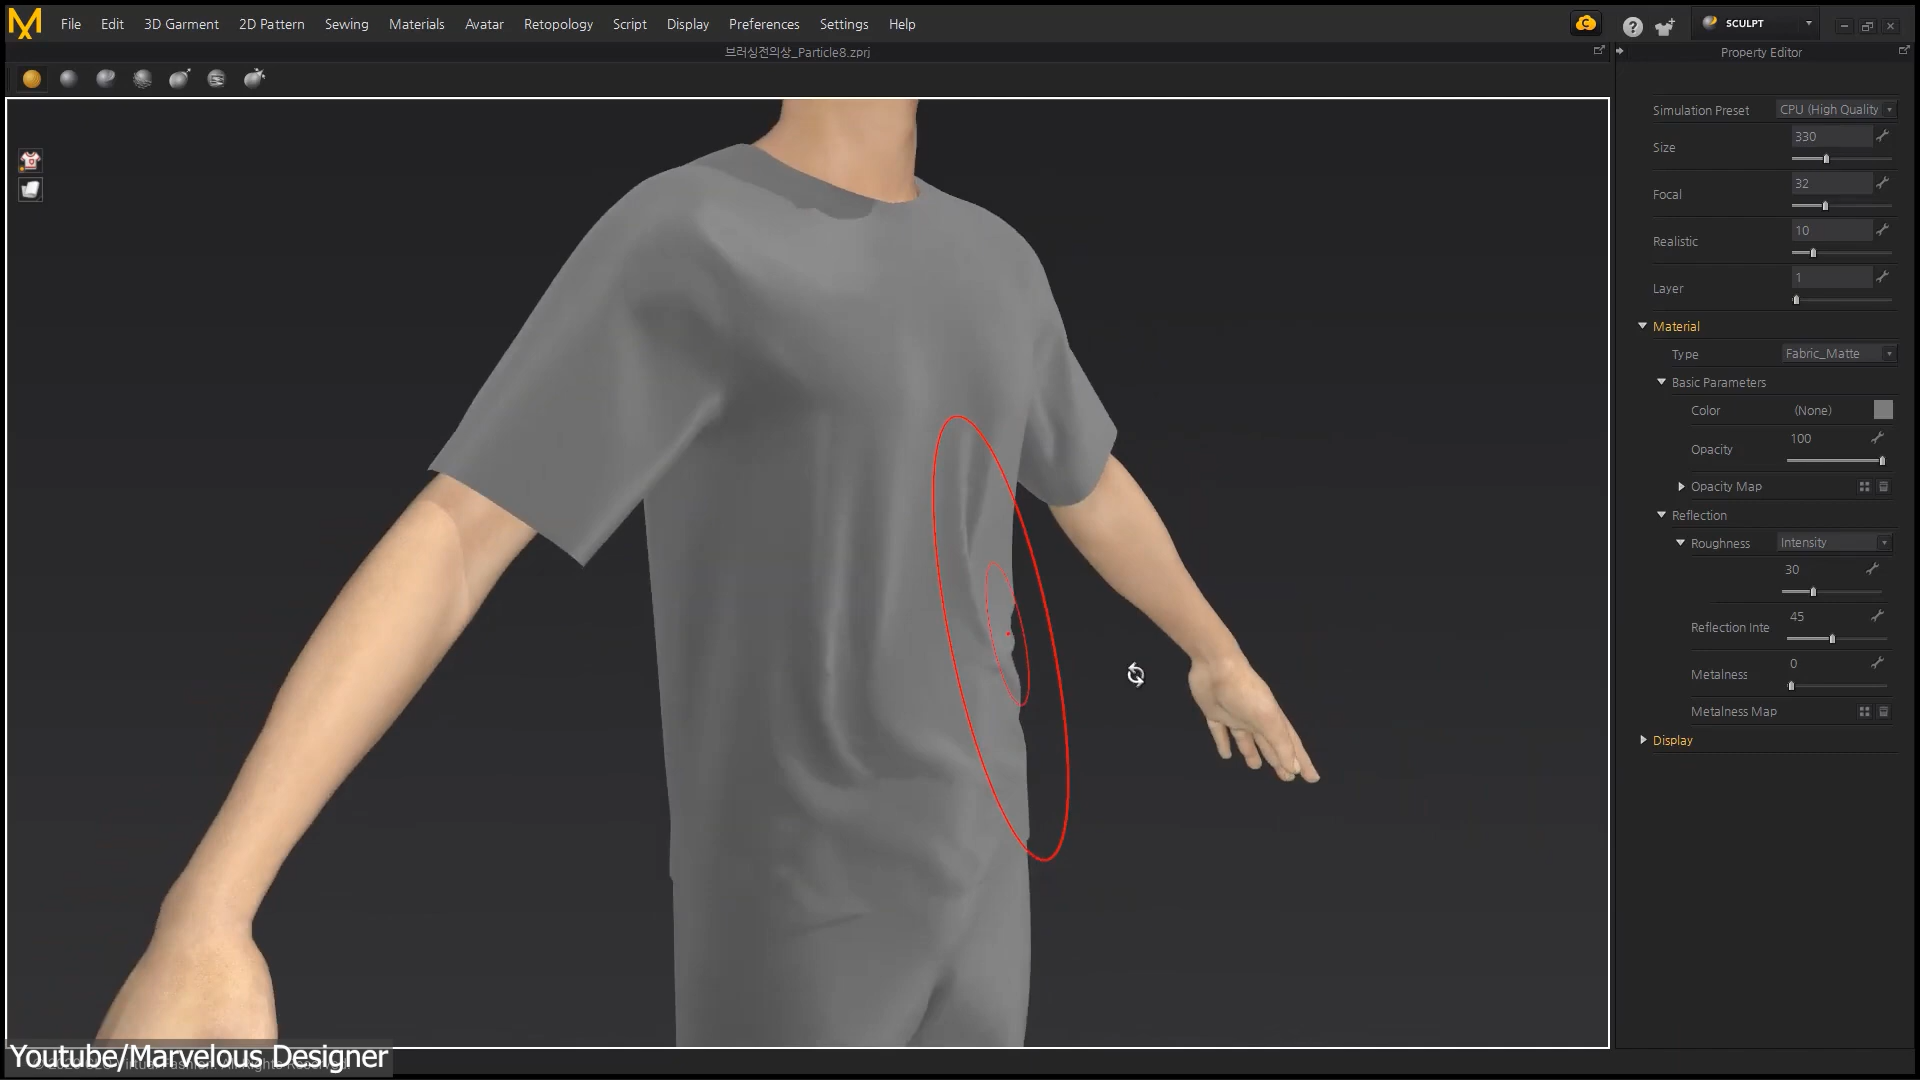 File Edit 3D Garment 2D Pattern Sewing Materials Avatar Retopology Script Display Preferences Settings Help
SCULPT
브러싱전의상_Particle8.zprj
Property Editor
Simulation Preset CPU (High Quality
Size 330
Focal 32
Realistic 10
Layer 1
Material
Type Fabric_Matte
Basic Parameters
Color (None)
Opacity 100
Opacity Map
Reflection
Roughness Intensity
30
Reflection Inte 45
Metalness 0
Metalness Map
Display
Youtube/Marvelous Designer